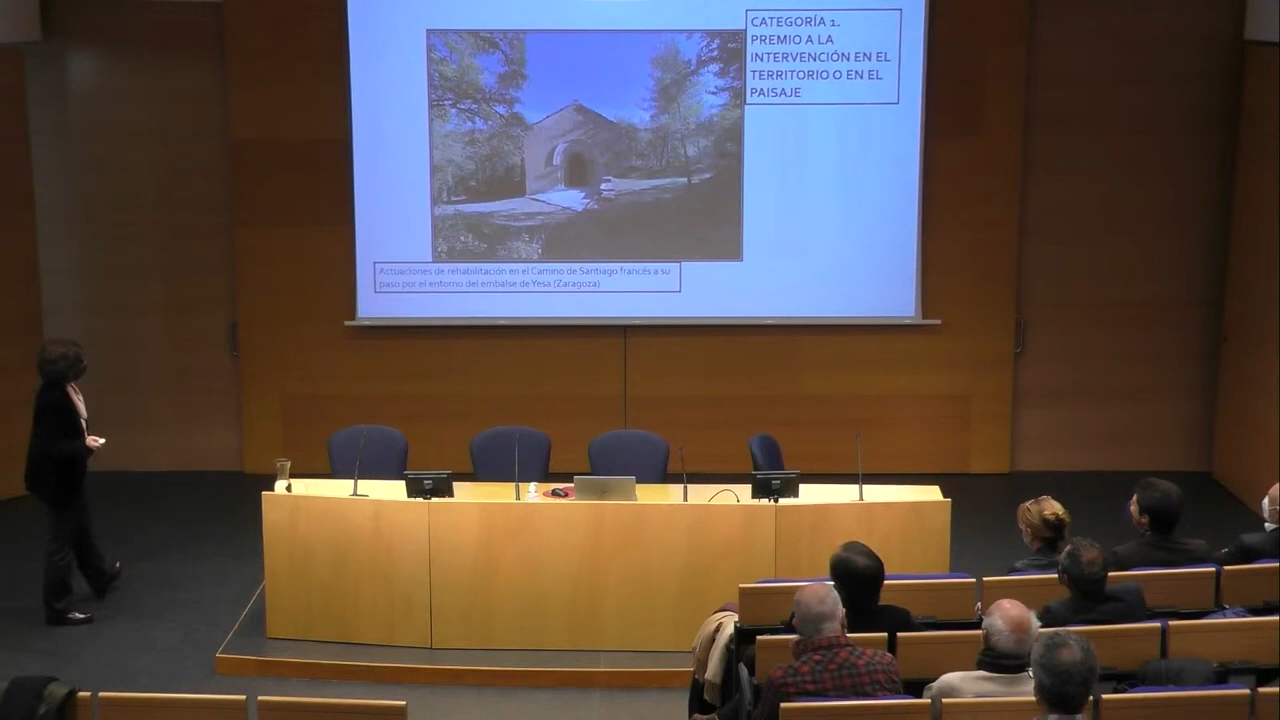 CATEGORÍA 1.
PREMIO A LA
INTERVENCIÓN EN EL
TERRITORIO O EN EL
PAISAJE
Actuaciones de rehabilitación en el Camino de Santiago francés a su
paso por el entorno del embalse de Yesa (Zaragoza)